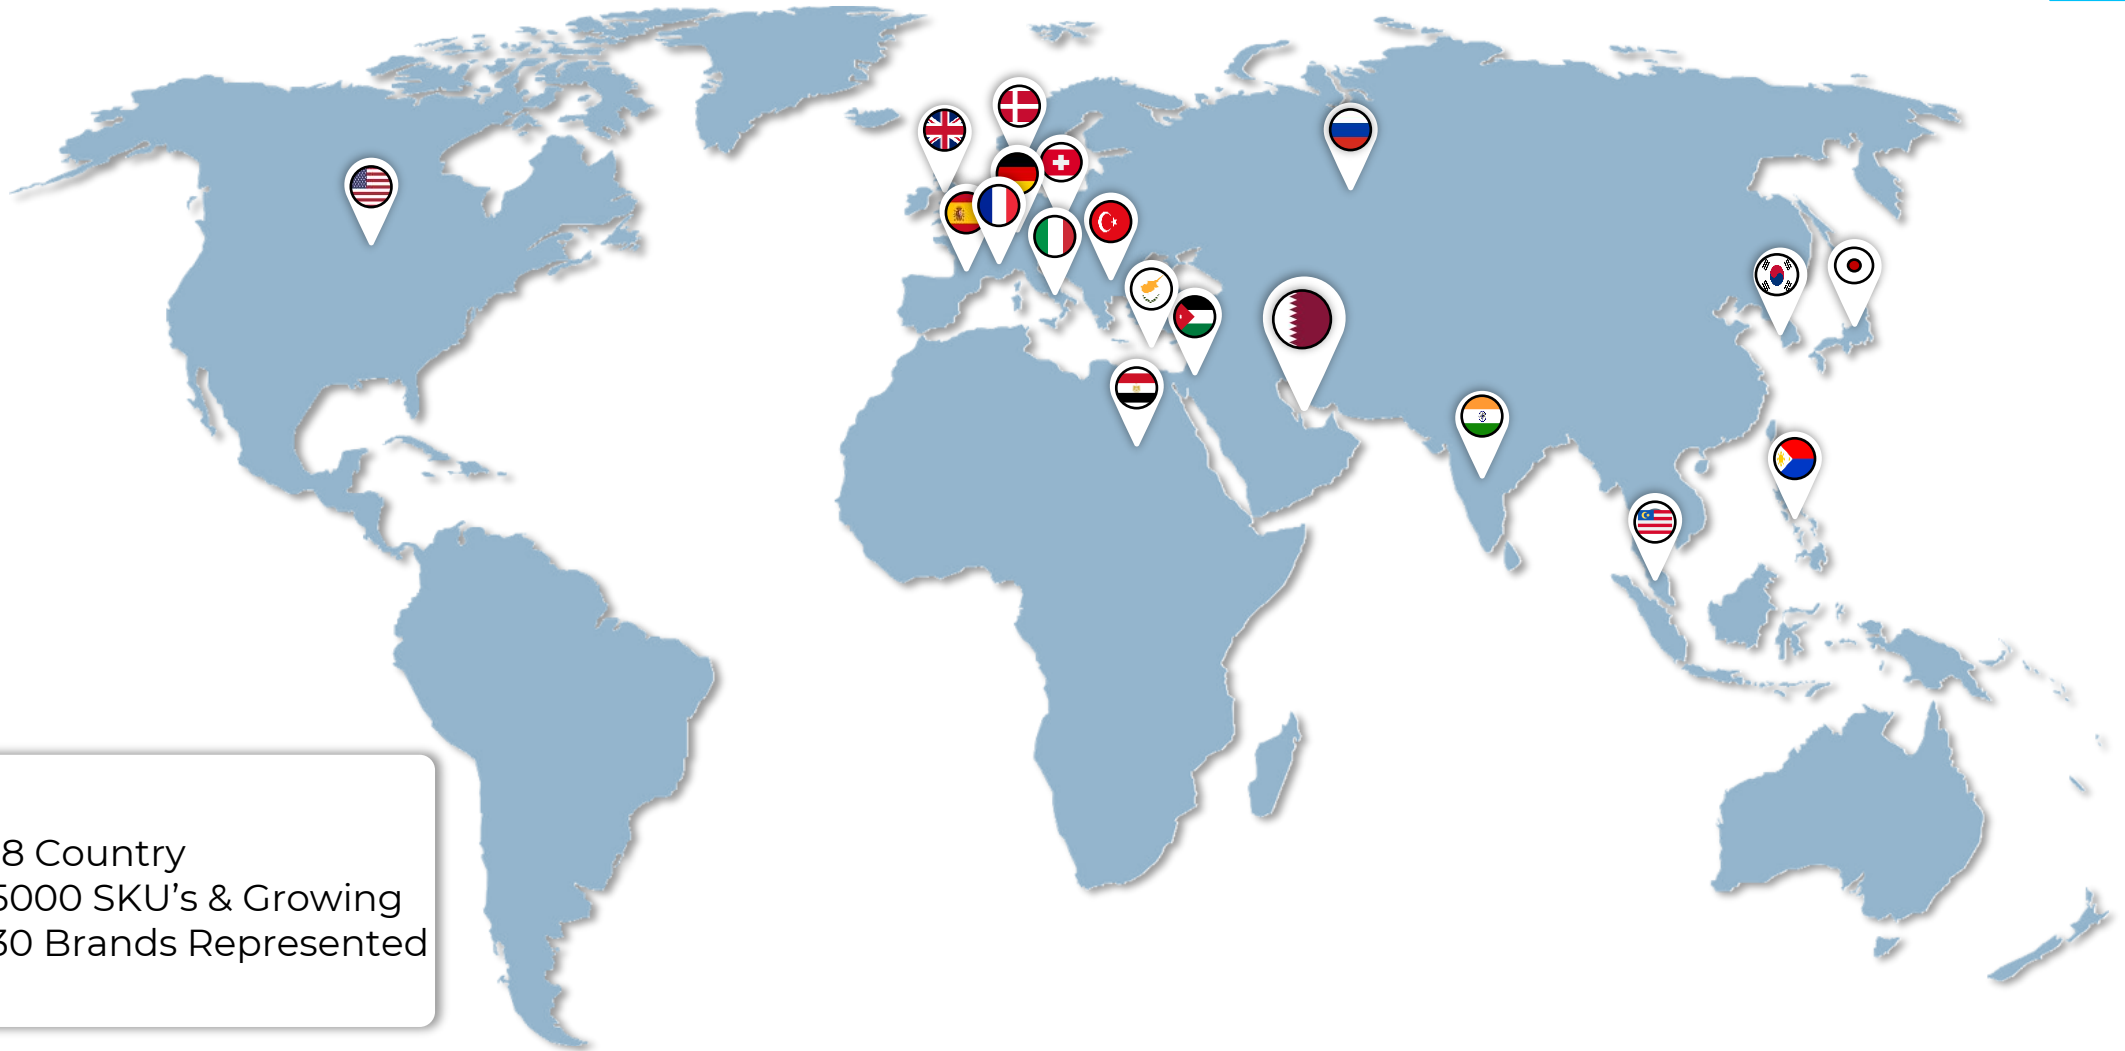 8 Country
5000 SKU’s & Growing
30 Brands Represented